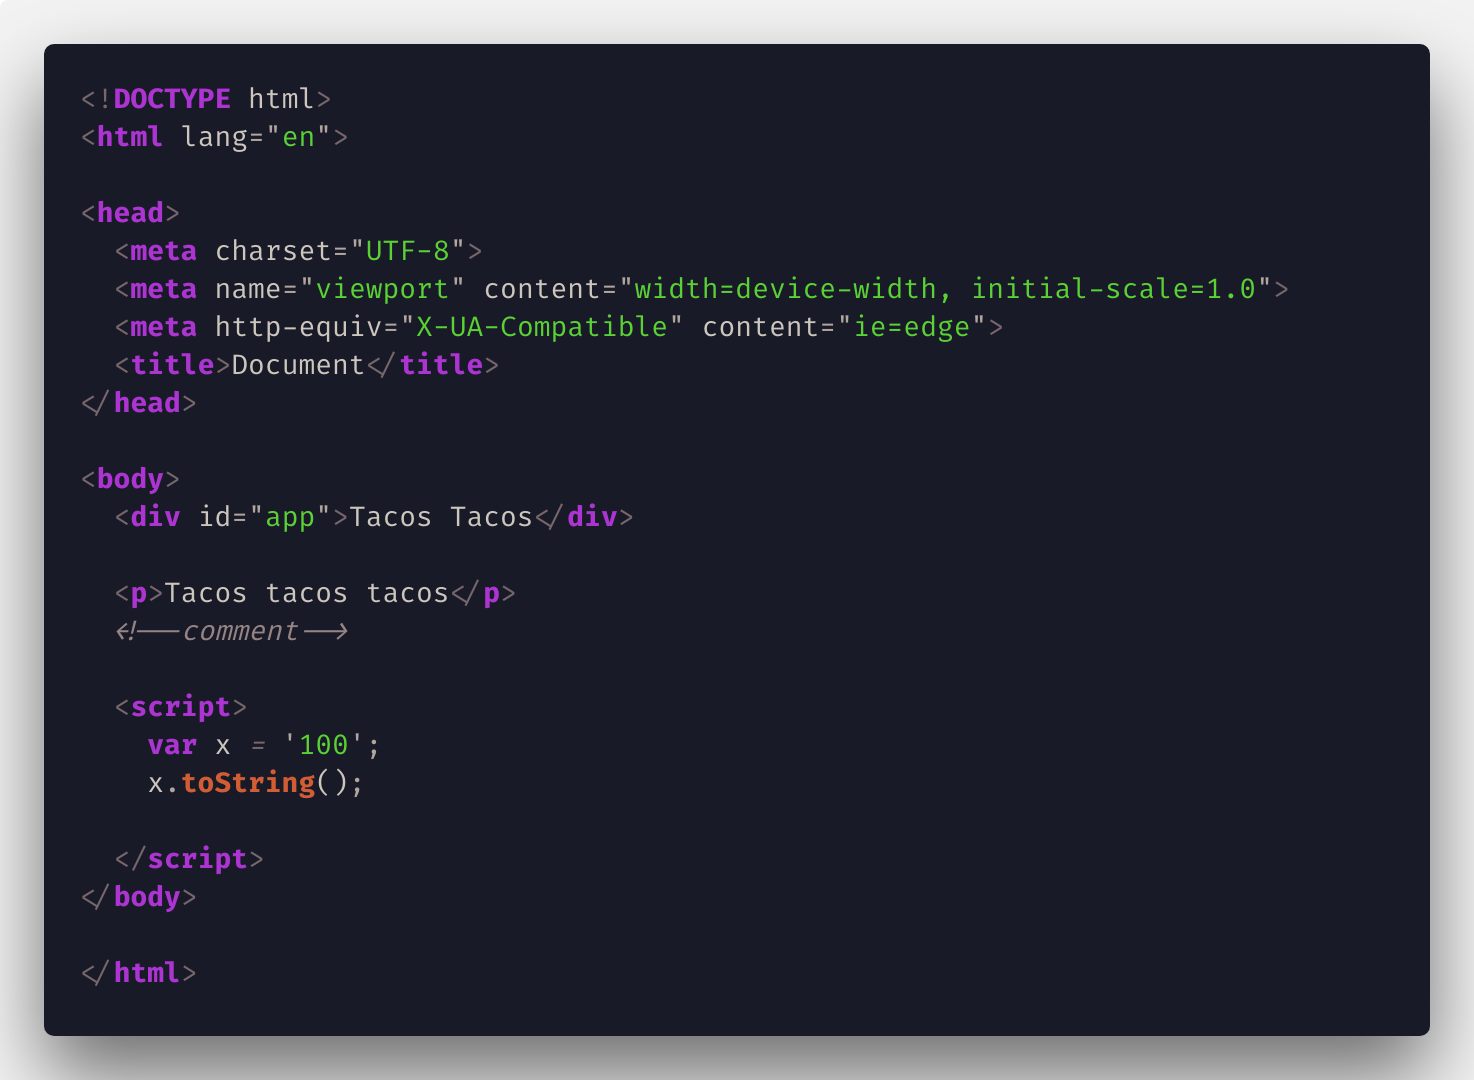 <!DOCTYPE html>
<html lang="en">

<head>
  <meta charset="UTF-8">
  <meta name="viewport" content="width=device-width, initial-scale=1.0">
  <meta http-equiv="X-UA-Compatible" content="ie=edge">
  <title>Document</title>
</head>

<body>
  <div id="app">Tacos Tacos</div>

  <p>Tacos tacos tacos</p>
  <!--comment-->

  <script>
    var x = '100';
    x.toString();

  </script>
</body>

</html>